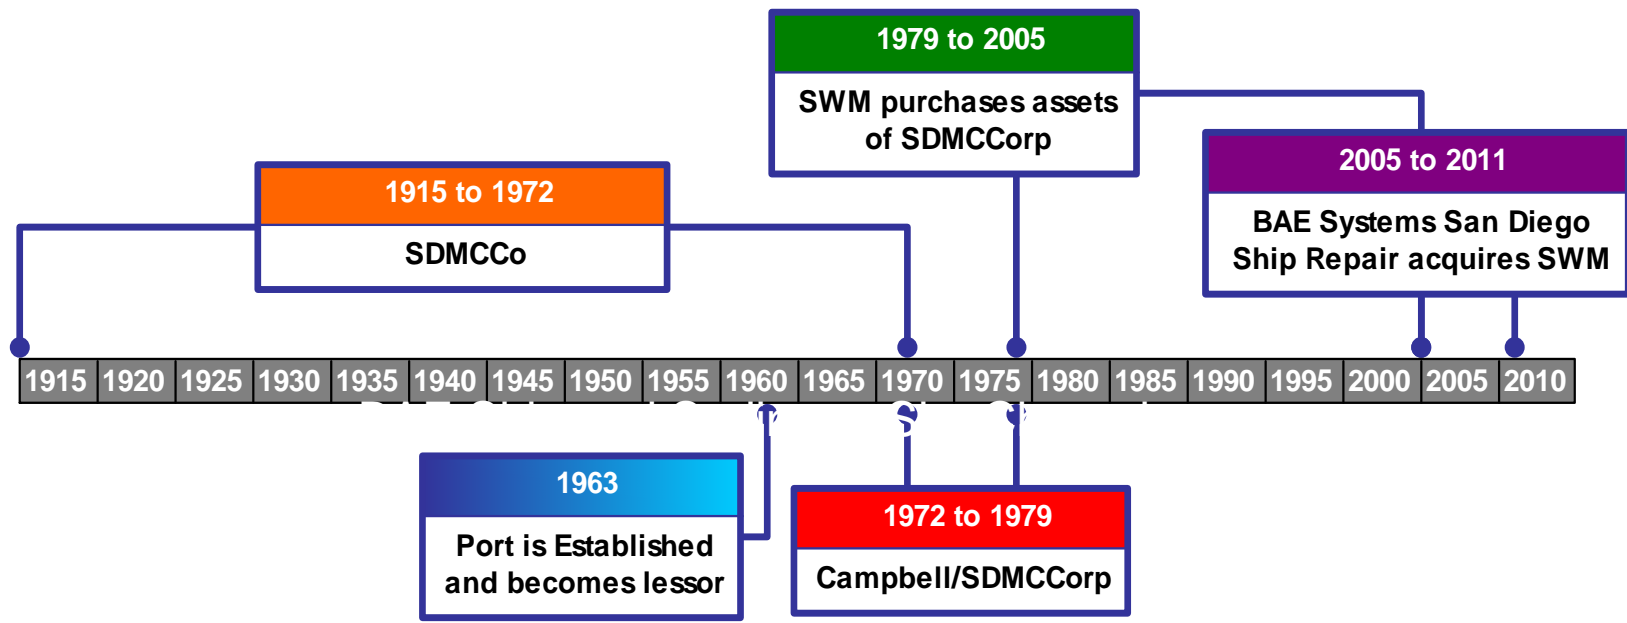 1979 to 2005
SWM purchases assets
of SDMCCorp
2005 to 2011
BAE Systems San Diego
Ship Repair acquires SWM
1915 to 1972
SDMCCo
1915 1920 1925 1930 1935 1940 1945 1950 1955 1960 1965 1970 1975 1980 1985 1990 1995 2000 2005 2010
1963
Port is Established
and becomes lessor
1972 to 1979
Campbell/SDMCCorp